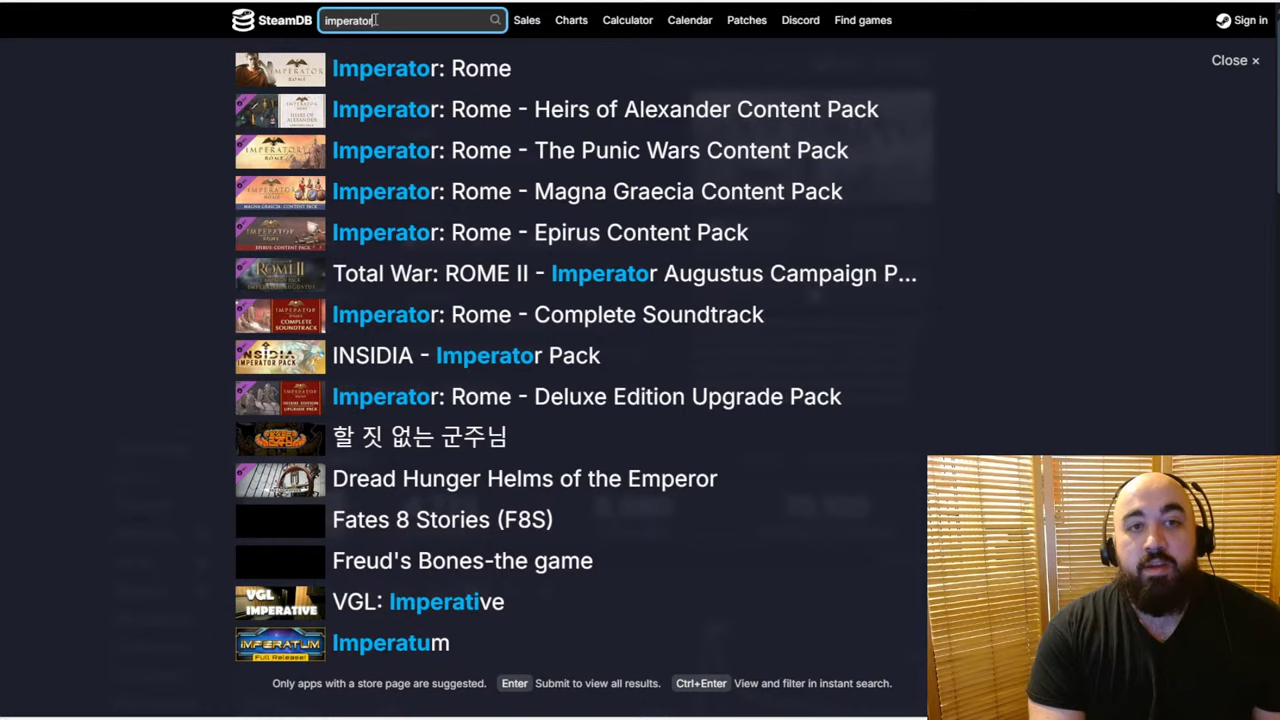 SteamDB imperator Sales Charts Calculator Calendar Patches Discord Find games Sign in
Close ×
Imperator: Rome
Imperator: Rome - Heirs of Alexander Content Pack
Imperator: Rome - The Punic Wars Content Pack
Imperator: Rome - Magna Graecia Content Pack
Imperator: Rome - Epirus Content Pack
Total War: ROME II - Imperator Augustus Campaign P...
Imperator: Rome - Complete Soundtrack
INSIDIA - Imperator Pack
Imperator: Rome - Deluxe Edition Upgrade Pack
할 짓 없는 군주님
Dread Hunger Helms of the Emperor
Fates 8 Stories (F8S)
Freud's Bones-the game
VGL IMPERATIVE
VGL: Imperative
IMPERATUM
Full Release!
Imperatum
Only apps with a store page are suggested. Enter Submit to view all results. Ctrl+Enter View and filter in instant search.